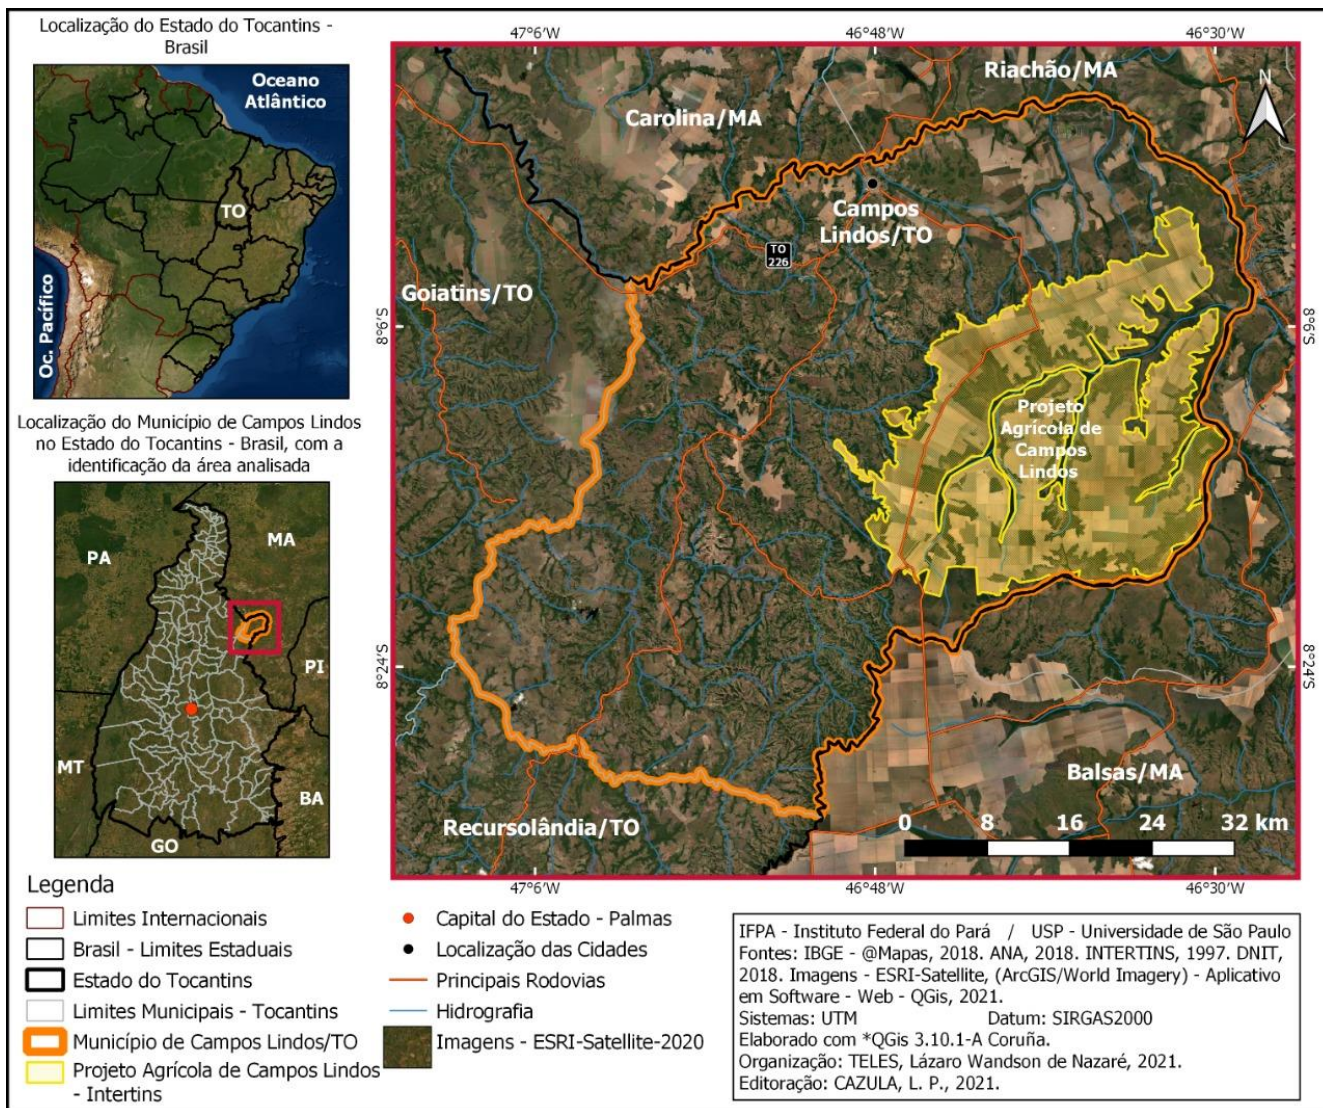 Localização do Estado do Tocantins -
Brasil
Oceano
Atlântico
TO
Oc. Pacífico
Localização do Município de Campos Lindos
no Estado do Tocantins - Brasil, com a
identificação da área analisada
PA
MA
PI
MT
BA
GO
47°6'W
46°48'W
46°30'W
Riachão/MA
N
Carolina/MA
Campos
Lindos/TO
TO
226
Goiatins/TO
8°6'S
8°6'S
Projeto
Agrícola de
Campos
Lindos
8°24'S
8°24'S
Balsas/MA
Recursolândia/TO
0 8 16 24 32 km
47°6'W
46°48'W
46°30'W
Legenda
Limites Internacionais
Brasil - Limites Estaduais
Estado do Tocantins
Limites Municipais - Tocantins
Município de Campos Lindos/TO
Projeto Agrícola de Campos Lindos
- Intertins
Capital do Estado - Palmas
Localização das Cidades
Principais Rodovias
Hidrografia
Imagens - ESRI-Satellite-2020
IFPA - Instituto Federal do Pará / USP - Universidade de São Paulo
Fontes: IBGE - @Mapas, 2018. ANA, 2018. INTERTINS, 1997. DNIT,
2018. Imagens - ESRI-Satellite, (ArcGIS/World Imagery) - Aplicativo
em Software - Web - QGis, 2021.
Sistemas: UTM Datum: SIRGAS2000
Elaborado com *QGis 3.10.1-A Coruña.
Organização: TELES, Lázaro Wandson de Nazaré, 2021.
Editoração: CAZULA, L. P., 2021.